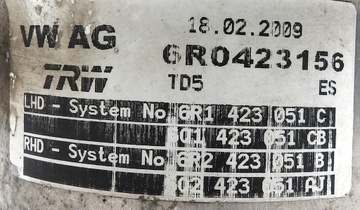 VW AG 18.02.2009
6R0423156
TRW TD5 ES
LHD - System No 6R1 423 051 C
6Q1 423 051 CB
RHD - System No 6R2 423 051 B
6Q2 423 051 AJ